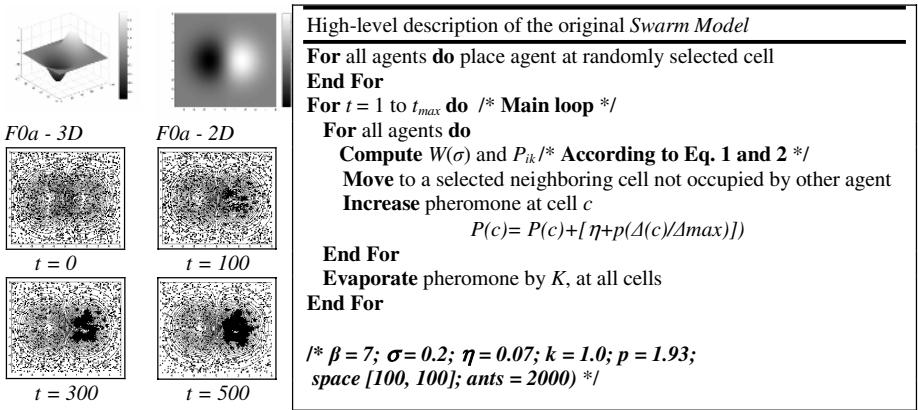 F0a - 3D
F0a - 2D
t = 0
t = 100
t = 300
t = 500
High-level description of the original Swarm Model
For all agents do place agent at randomly selected cell
End For
For t = 1 to tmax do /* Main loop */
For all agents do
Compute W(σ) and Pik /* According to Eq. 1 and 2 */
Move to a selected neighboring cell not occupied by other agent
Increase pheromone at cell c
P(c)= P(c)+[η+p(Δ(c)/Δmax)])
End For
Evaporate pheromone by K, at all cells
End For
/* β = 7; σ = 0.2; η = 0.07; k = 1.0; p = 1.93;
space [100, 100]; ants = 2000) */